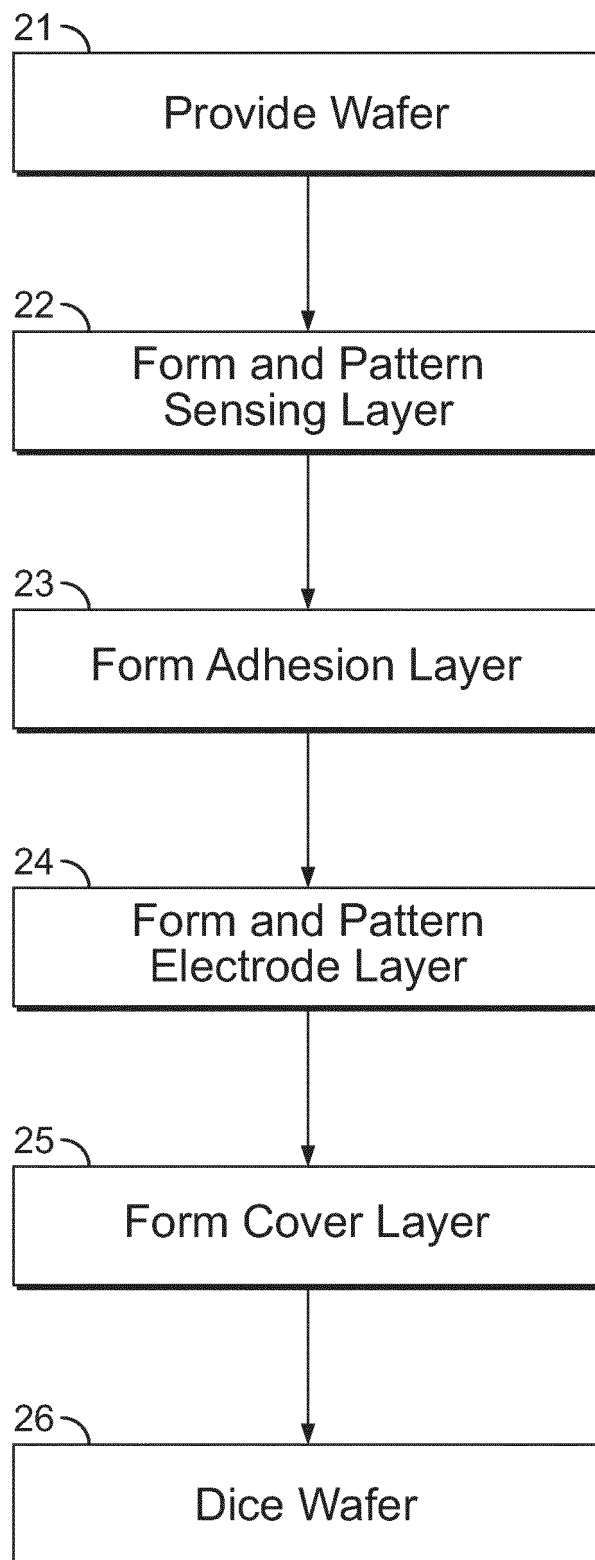 21
Provide Wafer
22
Form and Pattern
Sensing Layer
23
Form Adhesion Layer
24
Form and Pattern
Electrode Layer
25
Form Cover Layer
26
Dice Wafer